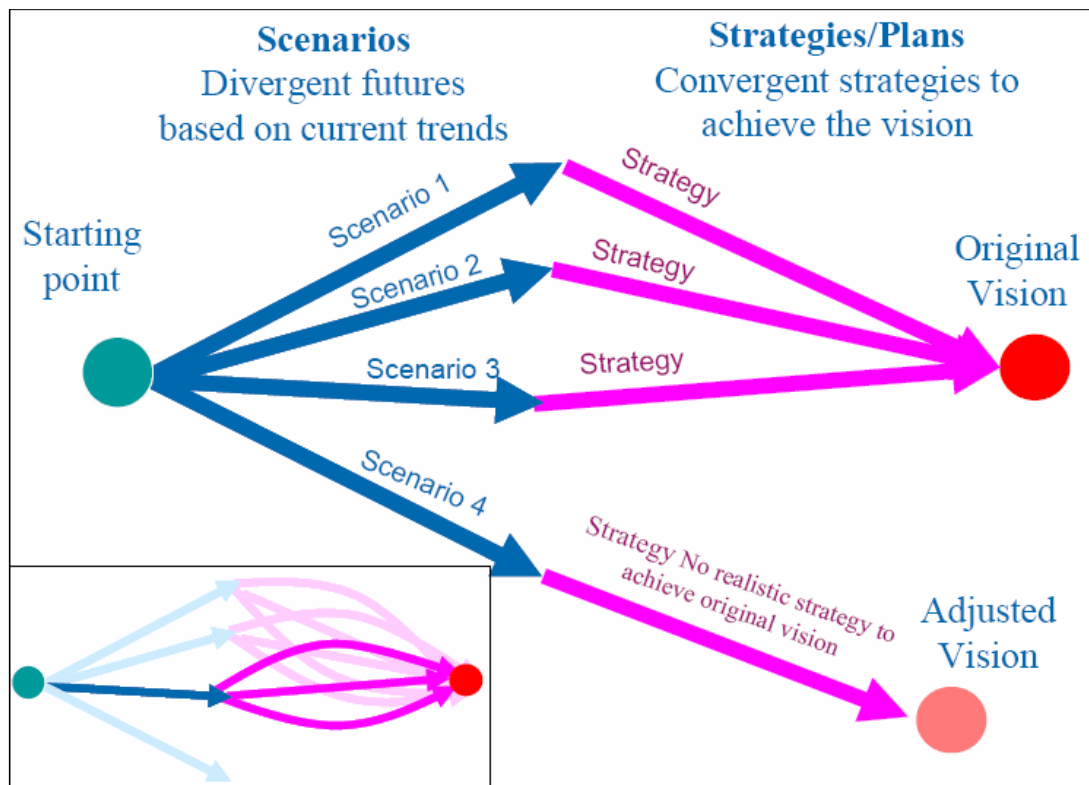 Scenarios
Divergent futures
based on current trends
Strategies/Plans
Convergent strategies to
achieve the vision
Starting
point
Scenario 1
Scenario 2
Scenario 3
Scenario 4
Strategy
Strategy
Strategy
Original
Vision
Strategy No realistic strategy to
achieve original vision
Adjusted
Vision